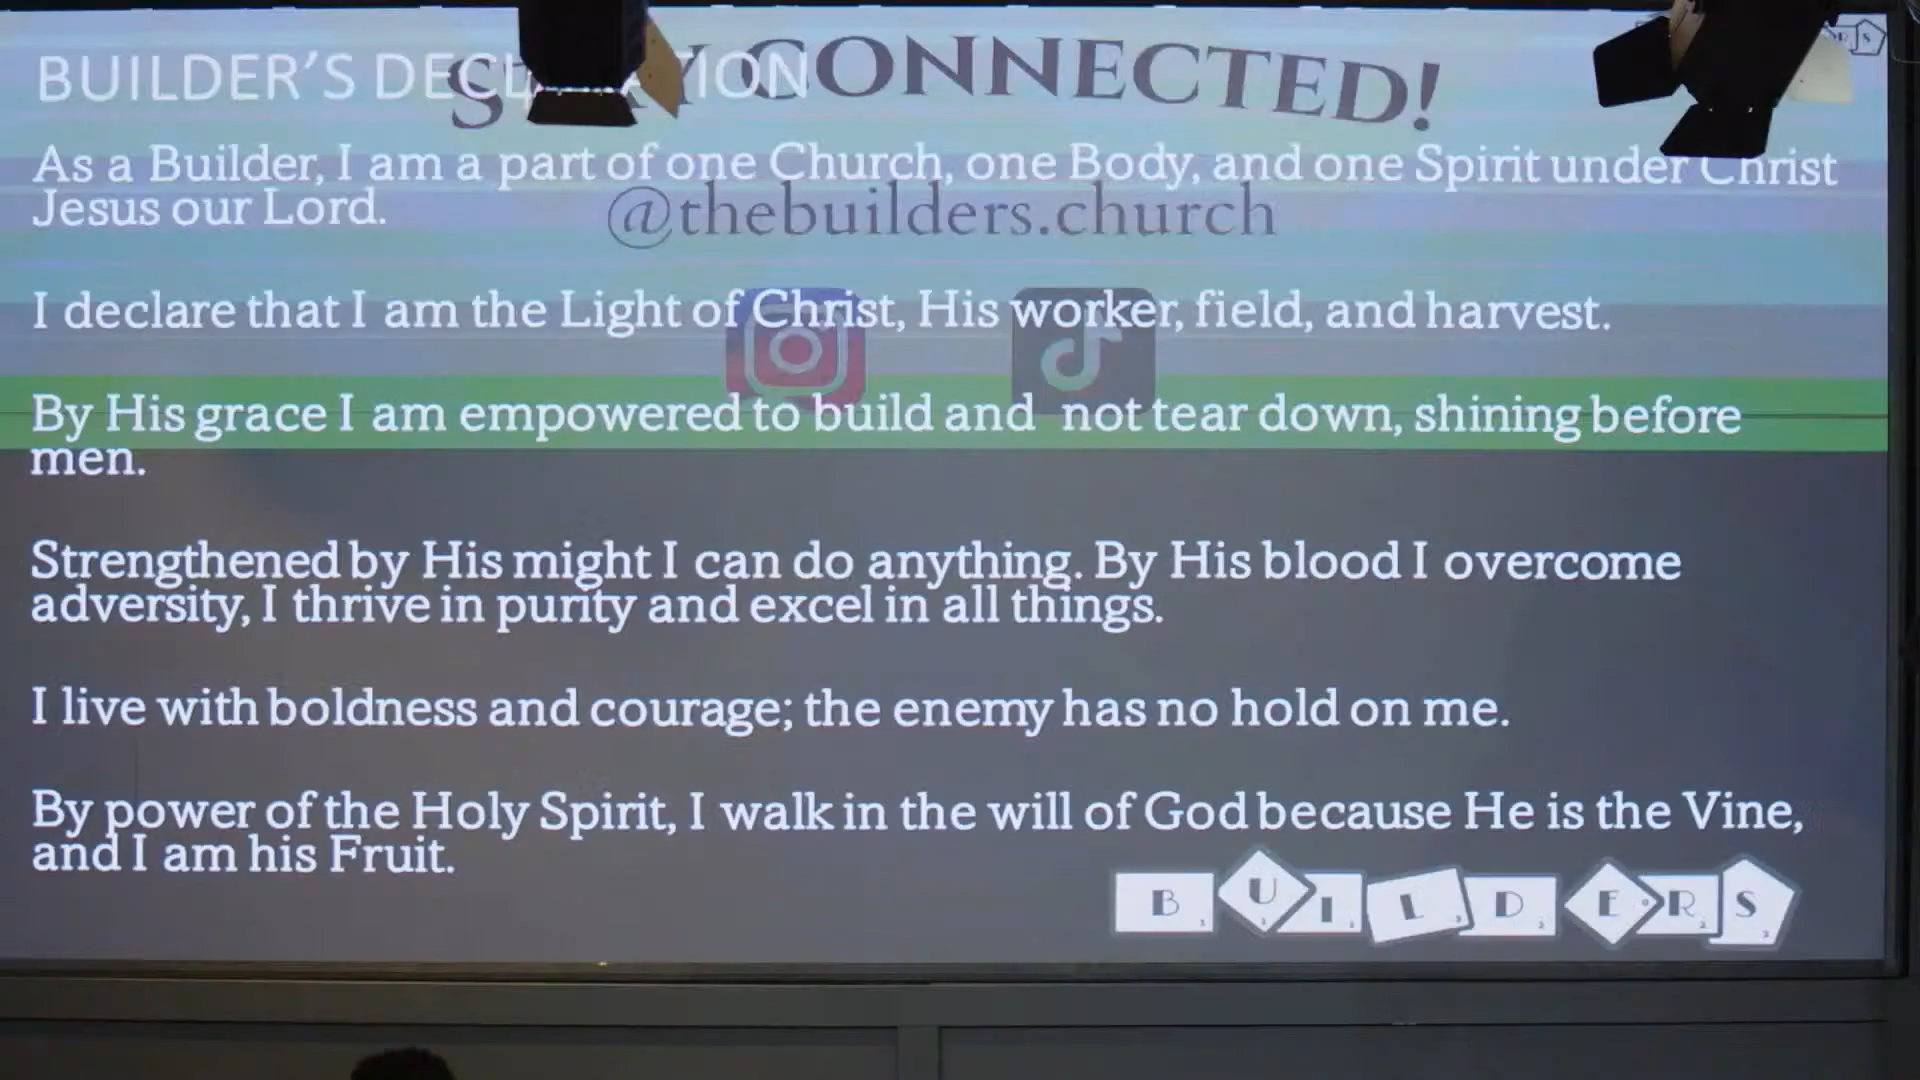 BUILDER'S DECLARATION
STAY CONNECTED!
As a Builder, I am a part of one Church, one Body, and one Spirit under Christ
Jesus our Lord.
@thebuilders.church
I declare that I am the Light of Christ, His worker, field, and harvest.
By His grace I am empowered to build and not tear down, shining before
men.
Strengthened by His might I can do anything. By His blood I overcome
adversity, I thrive in purity and excel in all things.
I live with boldness and courage; the enemy has no hold on me.
By power of the Holy Spirit, I walk in the will of God because He is the Vine,
and I am his Fruit.
BUILDERS